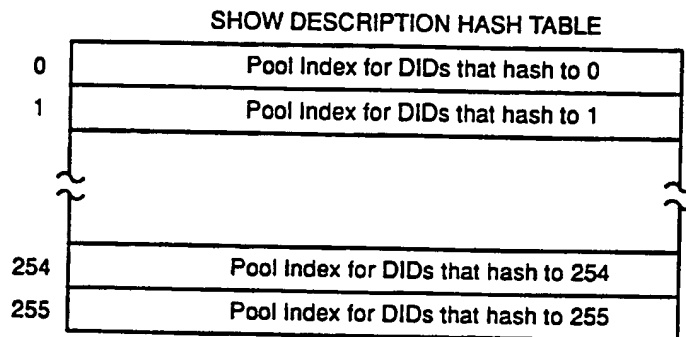 SHOW DESCRIPTION HASH TABLE
0 Pool Index for DIDs that hash to 0
1 Pool Index for DIDs that hash to 1
254 Pool Index for DIDs that hash to 254
255 Pool Index for DIDs that hash to 255